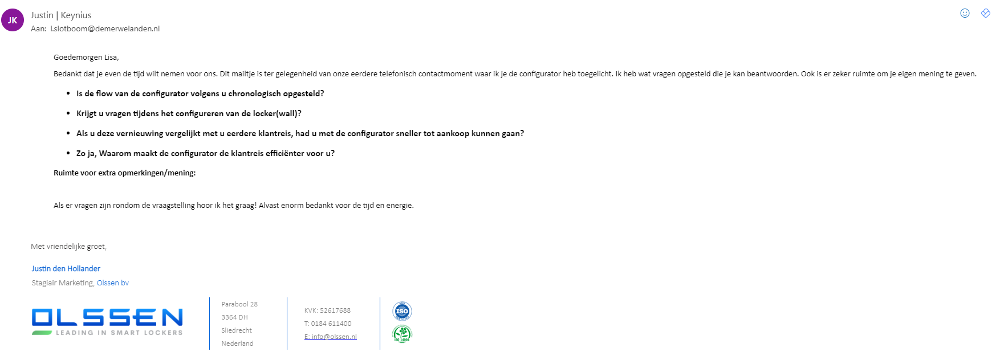 JK
Justin | Keynius
Aan: l.slotboom@demerwelanden.nl
Goedemorgen Lisa,
Bedankt dat je even de tijd wilt nemen voor ons. Dit mailtje is ter gelegenheid van onze eerdere telefonisch contactmoment waar ik je de configurator heb toegelicht. Ik heb wat vragen opgesteld die je kan beantwoorden. Ook is er zeker ruimte om je eigen mening te geven.
• Is de flow van de configurator volgens u chronologisch opgesteld?
• Krijgt u vragen tijdens het configureren van de locker(wall)?
• Als u deze vernieuwing vergelijkt met u eerdere klantreis, had u met de configurator sneller tot aankoop kunnen gaan?
• Zo ja, Waarom maakt de configurator de klantreis efficiënter voor u?
Ruimte voor extra opmerkingen/mening:
Als er vragen zijn rondom de vraagstelling hoor ik het graag! Alvast enorm bedankt voor de tijd en energie.
Met vriendelijke groet,
Justin den Hollander
Stagiair Marketing, Olssen bv
OLSSEN
LEADING IN SMART LOCKERS
Parabool 28
3364 DH
Sliedrecht
Nederland
KVK: 52617688
T: 0184 611400
E: info@olssen.nl
ISO
ISO 14001